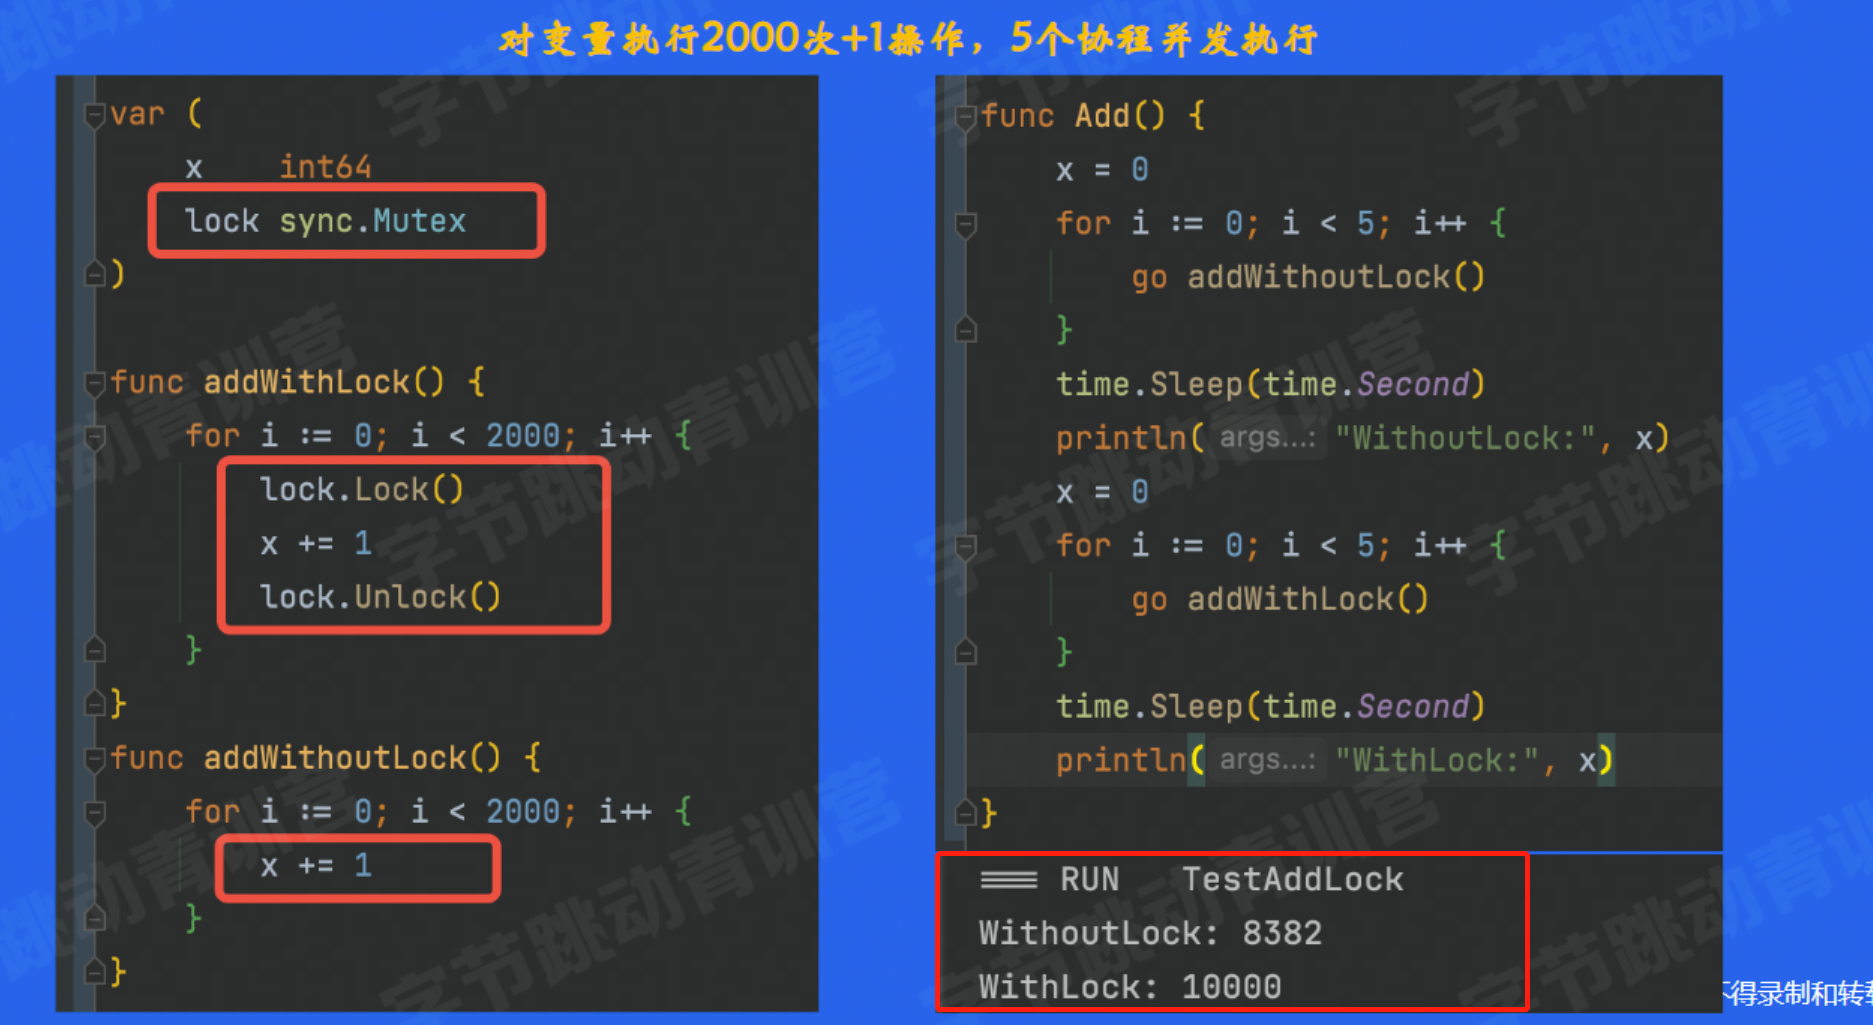 对变量执行2000次+1操作，5个协程并发执行
var (
x    int64
lock sync.Mutex
)
func addWithLock() {
for i := 0; i < 2000; i++ {
lock.Lock()
x += 1
lock.Unlock()
}
}
func addWithoutLock() {
for i := 0; i < 2000; i++ {
x += 1
}
}
func Add() {
x = 0
for i := 0; i < 5; i++ {
go addWithoutLock()
}
time.Sleep(time.Second)
println( args...: "WithoutLock:", x)
x = 0
for i := 0; i < 5; i++ {
go addWithLock()
}
time.Sleep(time.Second)
println( args...: "WithLock:", x)
}
=== RUN   TestAddLock
WithoutLock: 8382
WithLock: 10000
不得录制和转载
字节跳动青训营